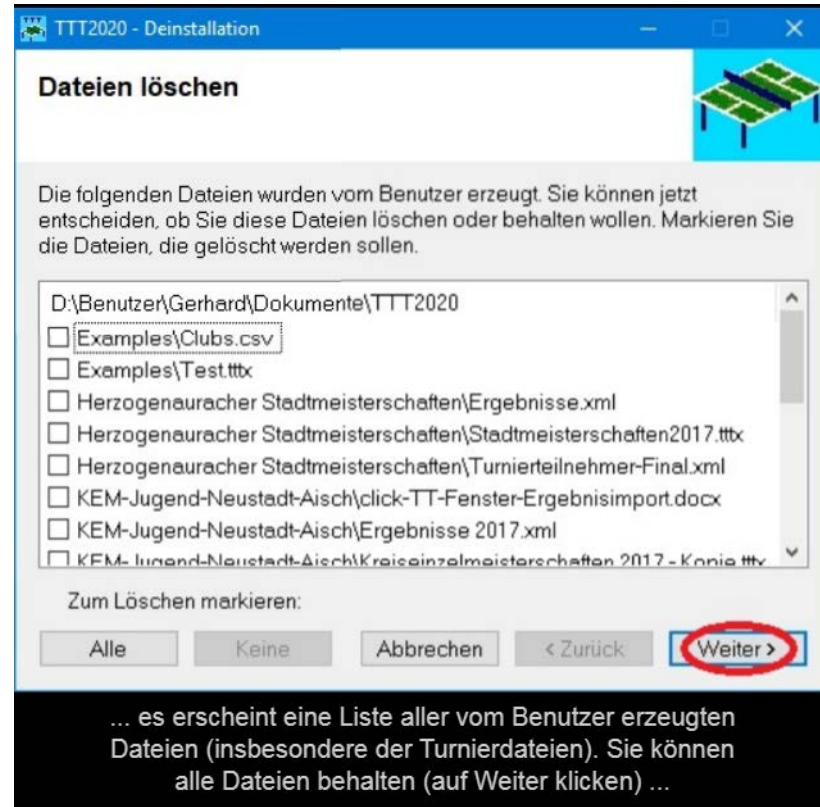 TTT2020 - Deinstallation
Dateien löschen
Die folgenden Dateien wurden vom Benutzer erzeugt. Sie können jetzt
entscheiden, ob Sie diese Dateien löschen oder behalten wollen. Markieren Sie
die Dateien, die gelöscht werden sollen.
D:\Benutzer\Gerhard\Dokumente\TTT2020
Examples\Clubs.csv
Examples\Test.tttx
Herzogenauracher Stadtmeisterschaften\Ergebnisse.xml
Herzogenauracher Stadtmeisterschaften\Stadtmeisterschaften2017.tttx
Herzogenauracher Stadtmeisterschaften\Turnierteilnehmer-Final.xml
KEM-Jugend-Neustadt-Aisch\click-TT-Fenster-Ergebnisimport.docx
KEM-Jugend-Neustadt-Aisch\Ergebnisse 2017.xml
KEM-Jugend-Neustadt-Aisch\Kreiseinzelmeisterschaften 2017 - Kopie.tttx
Zum Löschen markieren:
Alle Keine Abbrechen < Zurück Weiter >
... es erscheint eine Liste aller vom Benutzer erzeugten
Dateien (insbesondere der Turnierdateien). Sie können
alle Dateien behalten (auf Weiter klicken) ...